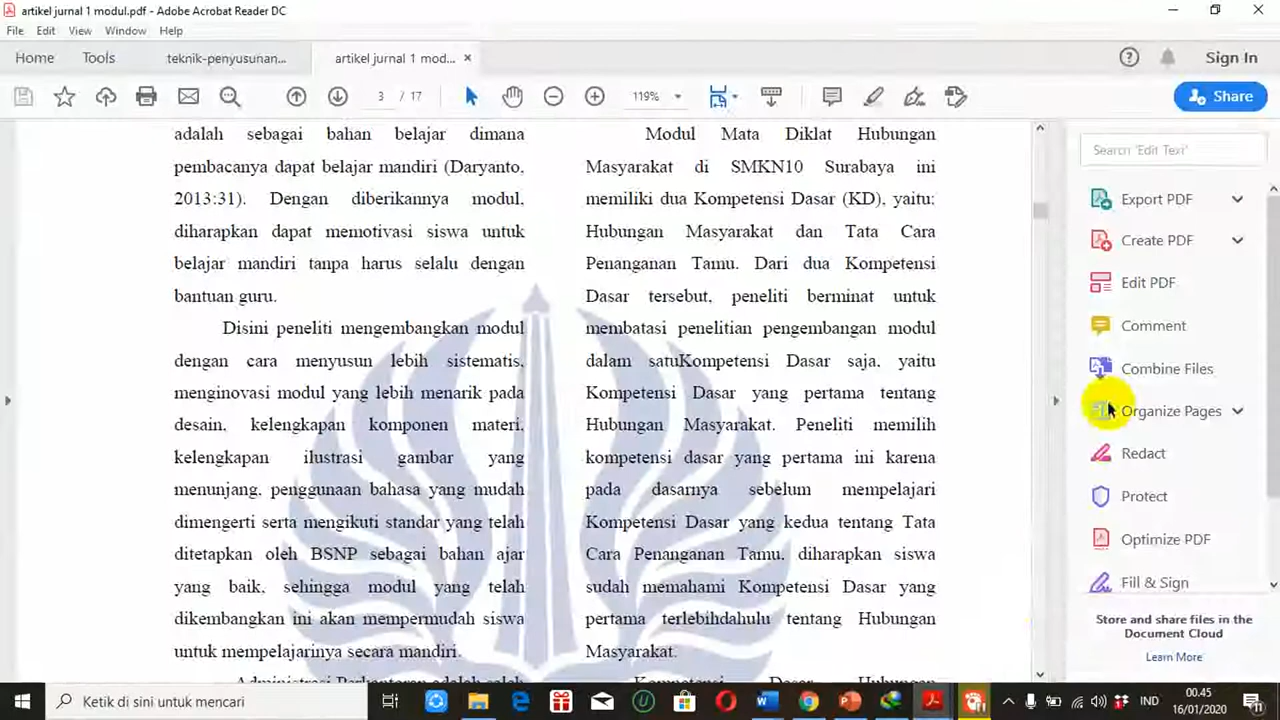 artikel jurnal 1 modul.pdf - Adobe Acrobat Reader DC
File Edit View Window Help
Home Tools teknik-penyusunan... artikel jurnal 1 mod... Sign In
3 / 17 119% Share
adalah sebagai bahan belajar dimana
pembacanya dapat belajar mandiri (Daryanto,
2013:31). Dengan diberikannya modul,
diharapkan dapat memotivasi siswa untuk
belajar mandiri tanpa harus selalu dengan
bantuan guru.
Disini peneliti mengembangkan modul
dengan cara menyusun lebih sistematis,
menginovasi modul yang lebih menarik pada
desain, kelengkapan komponen materi,
kelengkapan ilustrasi gambar yang
menunjang, penggunaan bahasa yang mudah
dimengerti serta mengikuti standar yang telah
ditetapkan oleh BSNP sebagai bahan ajar
yang baik, sehingga modul yang telah
dikembangkan ini akan mempermudah siswa
untuk mempelajarinya secara mandiri.
Administrasi Perkantoran adalah salah
Modul Mata Diklat Hubungan
Masyarakat di SMKN10 Surabaya ini
memiliki dua Kompetensi Dasar (KD), yaitu:
Hubungan Masyarakat dan Tata Cara
Penanganan Tamu. Dari dua Kompetensi
Dasar tersebut, peneliti berminat untuk
membatasi penelitian pengembangan modul
dalam satuKompetensi Dasar saja, yaitu
Kompetensi Dasar yang pertama tentang
Hubungan Masyarakat. Peneliti memilih
kompetensi dasar yang pertama ini karena
pada dasarnya sebelum mempelajari
Kompetensi Dasar yang kedua tentang Tata
Cara Penanganan Tamu, diharapkan siswa
sudah memahami Kompetensi Dasar yang
pertama terlebihdahulu tentang Hubungan
Masyarakat.
Kompetensi Dasar Hubungan
Search 'Edit Text'
Export PDF
Create PDF
Edit PDF
Comment
Combine Files
Organize Pages
Redact
Protect
Optimize PDF
Fill & Sign
Store and share files in the
Document Cloud
Learn More
Ketik di sini untuk mencari
IND
00.45
16/01/2020